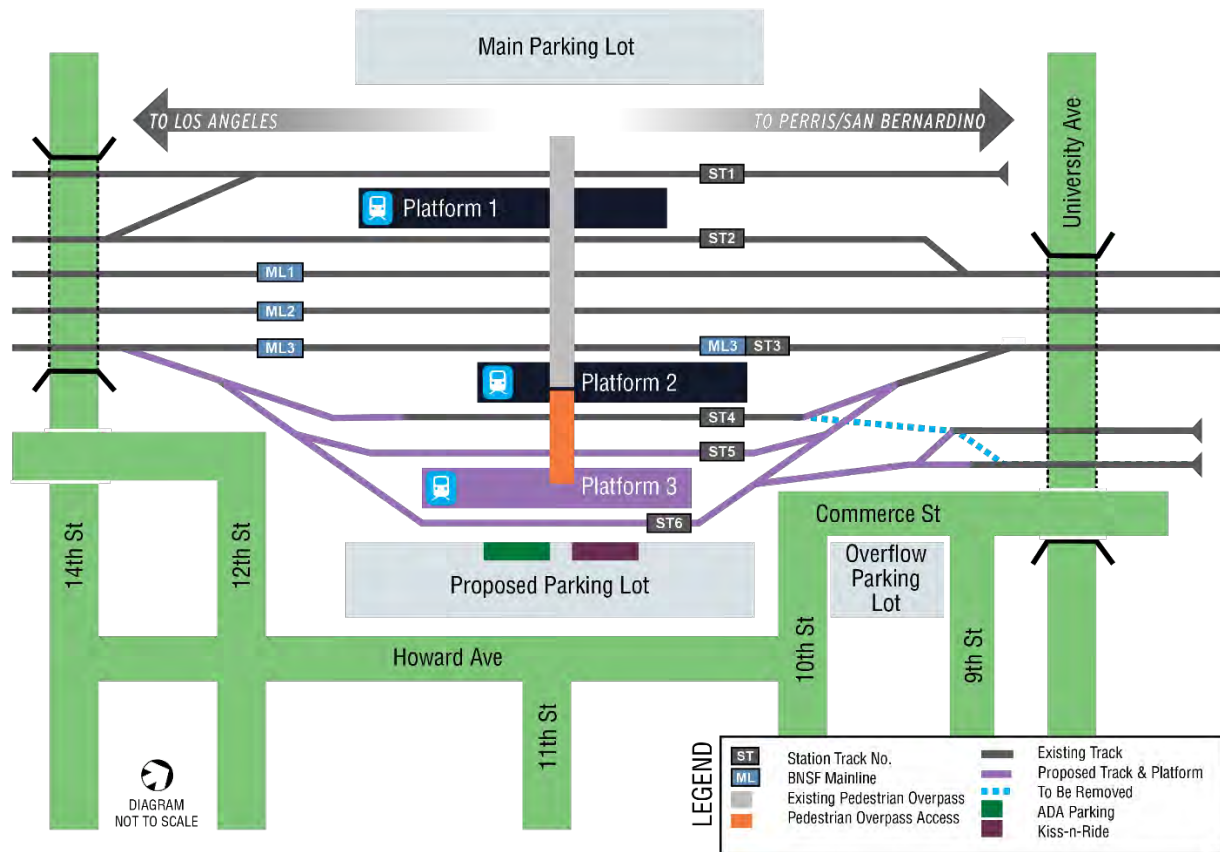 Main Parking Lot
University Ave
TO LOS ANGELES
TO PERRIS/SAN BERNARDINO
ST1
Platform 1
ST2
ML1
ML2
ML3
ML3 ST3
Platform 2
ST4
ST5
Platform 3
ST6
Commerce St
14th St
12th St
Proposed Parking Lot
Overflow
Parking
Lot
10th St
9th St
Howard Ave
11th St
DIAGRAM
NOT TO SCALE
LEGEND
ST Station Track No.
ML BNSF Mainline
Existing Pedestrian Overpass
Pedestrian Overpass Access
Existing Track
Proposed Track & Platform
To Be Removed
ADA Parking
Kiss-n-Ride